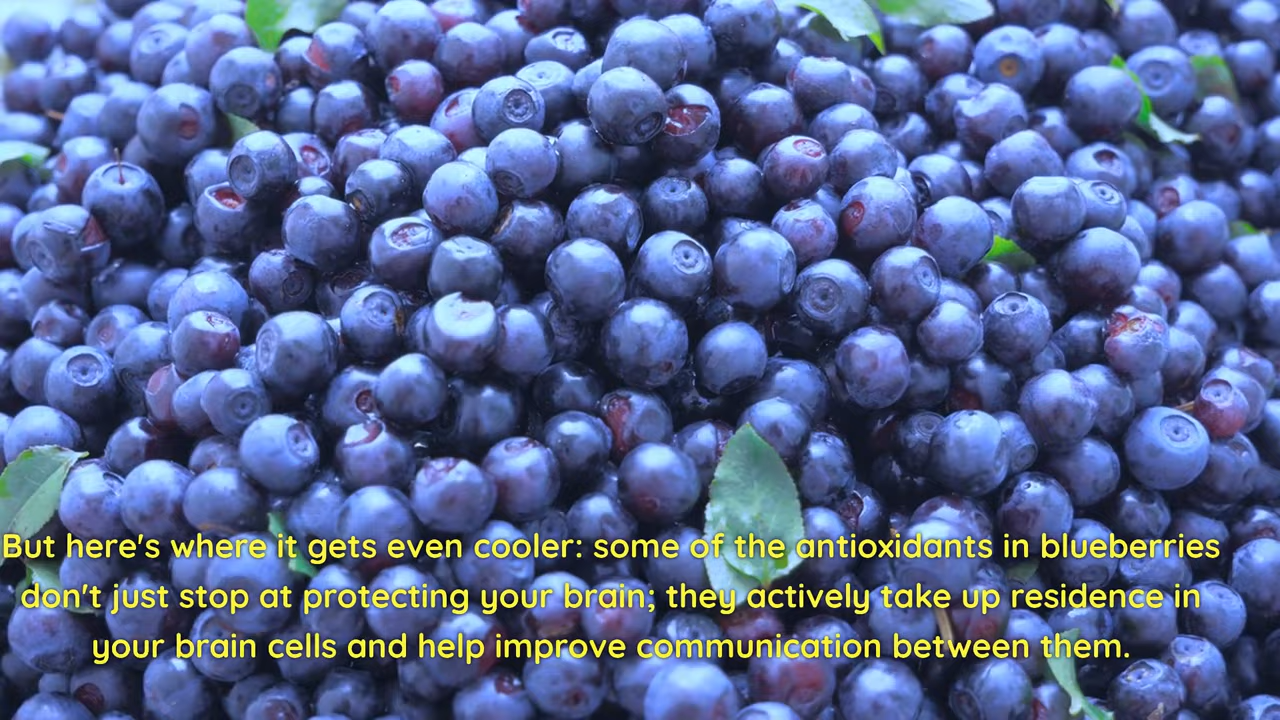 But here's where it gets even cooler: some of the antioxidants in blueberries
don't just stop at protecting your brain; they actively take up residence in
your brain cells and help improve communication between them.